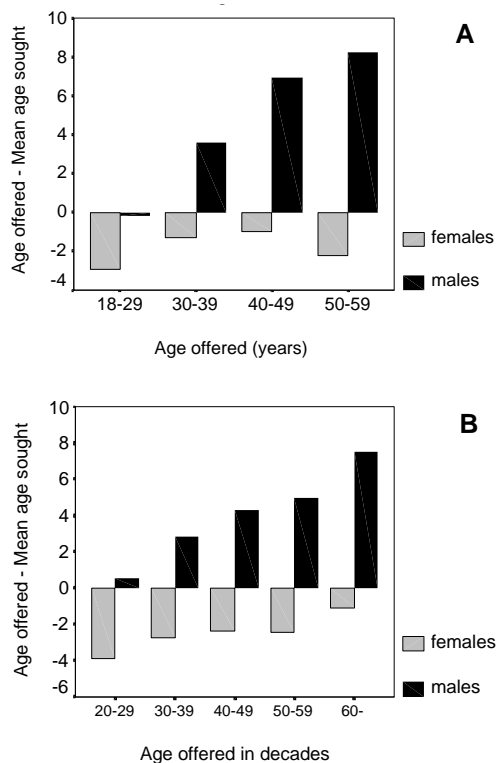 A
Age offered - Mean age sought
10
8
6
4
2
0
-2
-4
18-29 30-39 40-49 50-59
Age offered (years)
females
males
B
Age offered - Mean age sought
10
8
6
4
2
0
-2
-4
-6
20-29 30-39 40-49 50-59 60-
Age offered in decades
females
males